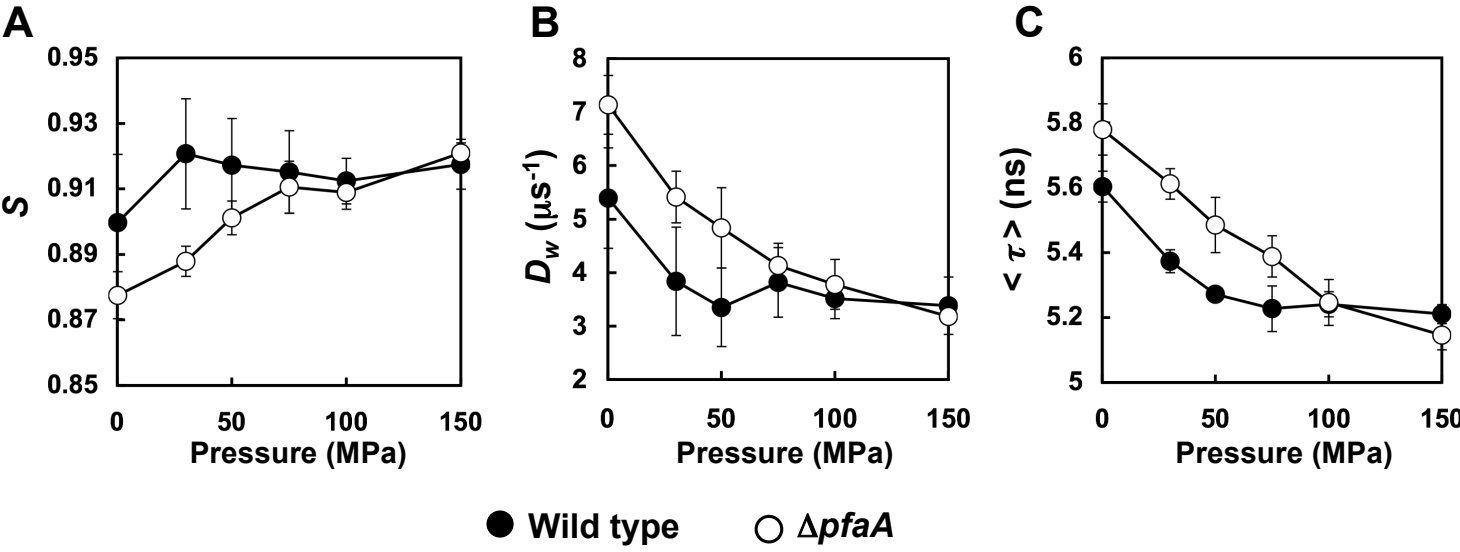 A
0.95
0.93
0.91
0.89
0.87
0.85
S
0 50 100 150
Pressure (MPa)
B
8
7
6
5
4
3
2
Dw (μs-1)
0 50 100 150
Pressure (MPa)
C
6
5.8
5.6
5.4
5.2
5
< τ > (ns)
0 50 100 150
Pressure (MPa)
Wild type ΔpfaA